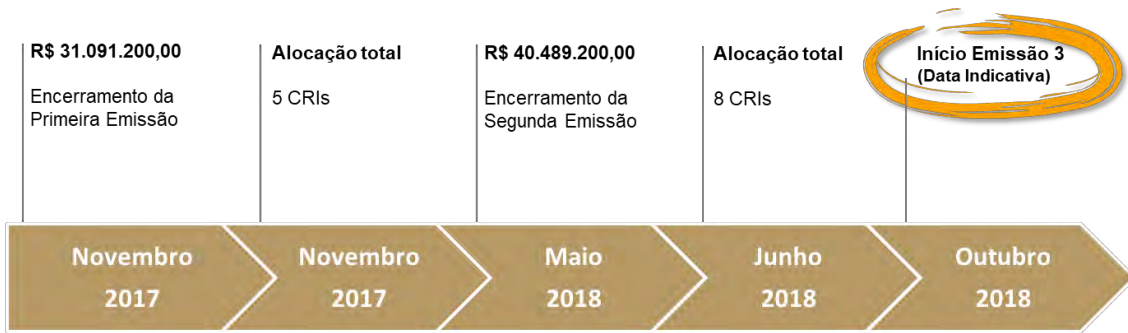 R$ 31.091.200,00
Encerramento da
Primeira Emissão
Alocação total
5 CRIs
R$ 40.489.200,00
Encerramento da
Segunda Emissão
Alocação total
8 CRIs
Início Emissão 3
(Data Indicativa)
Novembro
2017
Novembro
2017
Maio
2018
Junho
2018
Outubro
2018